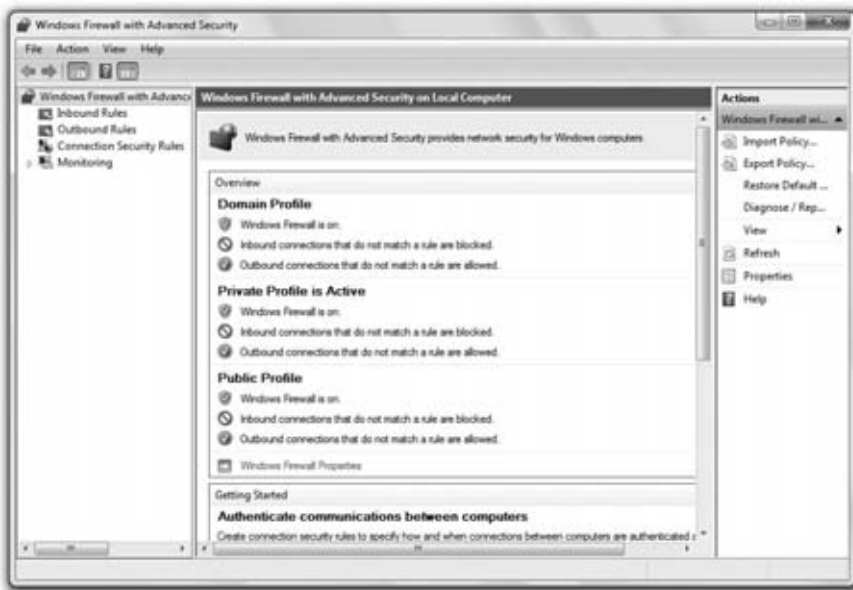 Windows Firewall with Advanced Security
File Action View Help
Windows Firewall with Advance
Inbound Rules
Outbound Rules
Connection Security Rules
Monitoring
Windows Firewall with Advanced Security on Local Computer
Windows Firewall with Advanced Security provides network security for Windows computers.
Overview
Domain Profile
Windows Firewall is on.
Inbound connections that do not match a rule are blocked.
Outbound connections that do not match a rule are allowed.
Private Profile is Active
Windows Firewall is on.
Inbound connections that do not match a rule are blocked.
Outbound connections that do not match a rule are allowed.
Public Profile
Windows Firewall is on.
Inbound connections that do not match a rule are blocked.
Outbound connections that do not match a rule are allowed.
Windows Firewall Properties
Getting Started
Authenticate communications between computers
Create connection security rules to specify how and when connections between computers are authenticated
Actions
Windows Firewall wi...
Import Policy...
Export Policy...
Restore Default ...
Diagnose / Rep...
View
Refresh
Properties
Help